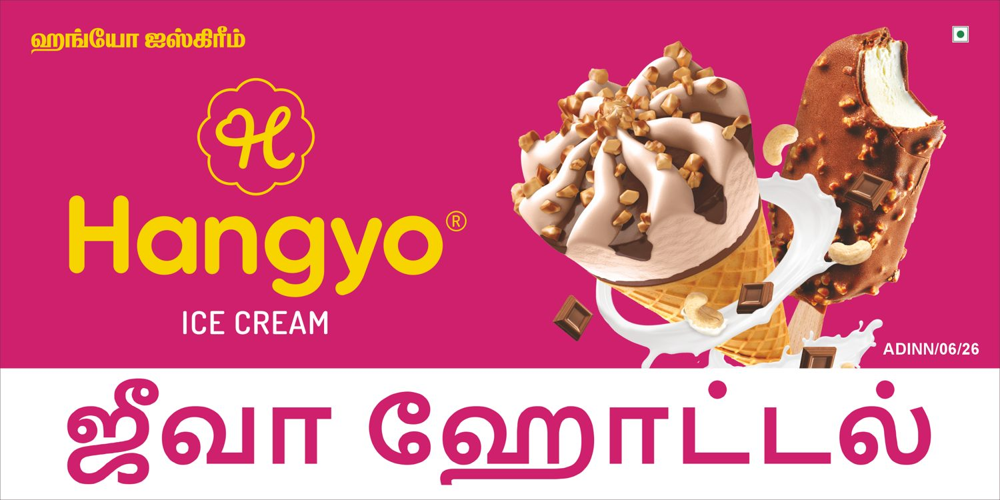 ஹங்யோ ஐஸ்கிரீம்
H
Hangyo®
ICE CREAM
ADINN/06/26
ஜீவா ஹோட்டல்